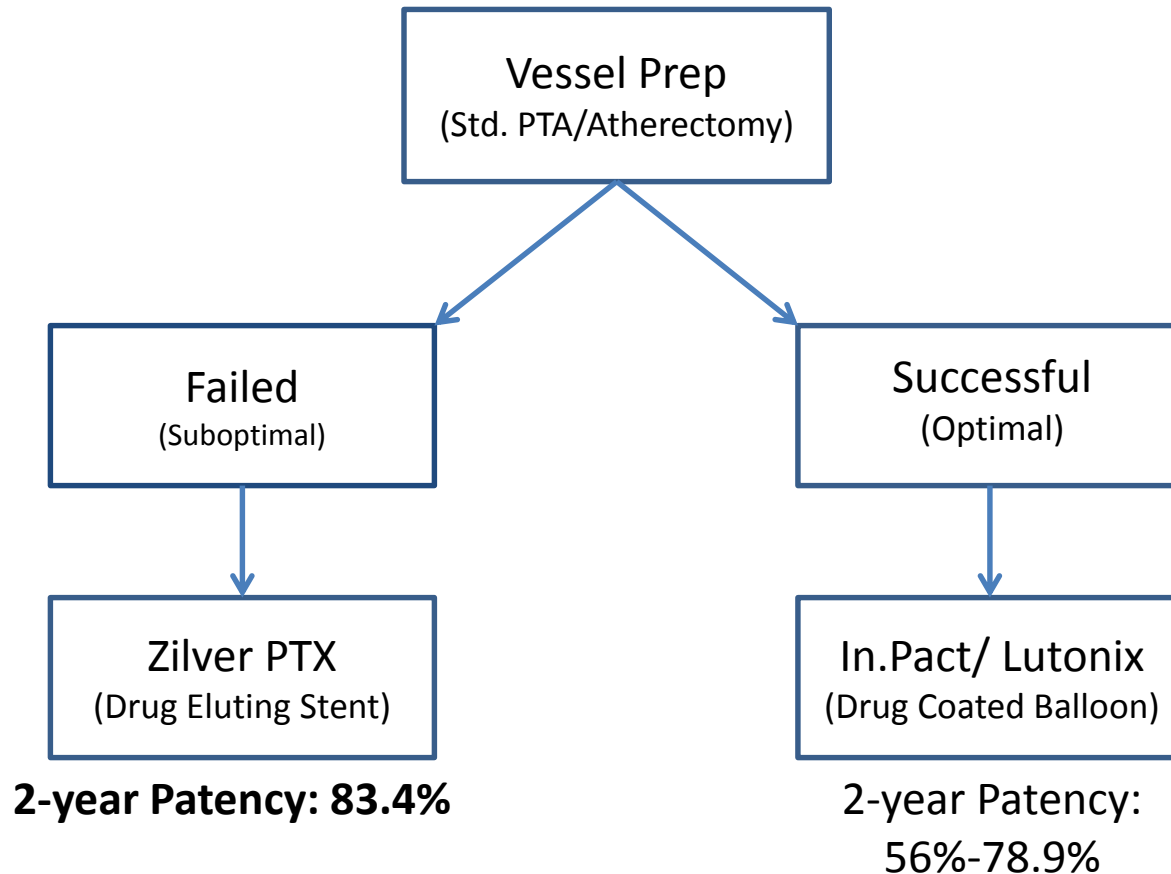 Vessel Prep
(Std. PTA/Atherectomy)
Failed
(Suboptimal)
Successful
(Optimal)
Zilver PTX
(Drug Eluting Stent)
In.Pact/ Lutonix
(Drug Coated Balloon)
2-year Patency: 83.4%
2-year Patency:
56%-78.9%